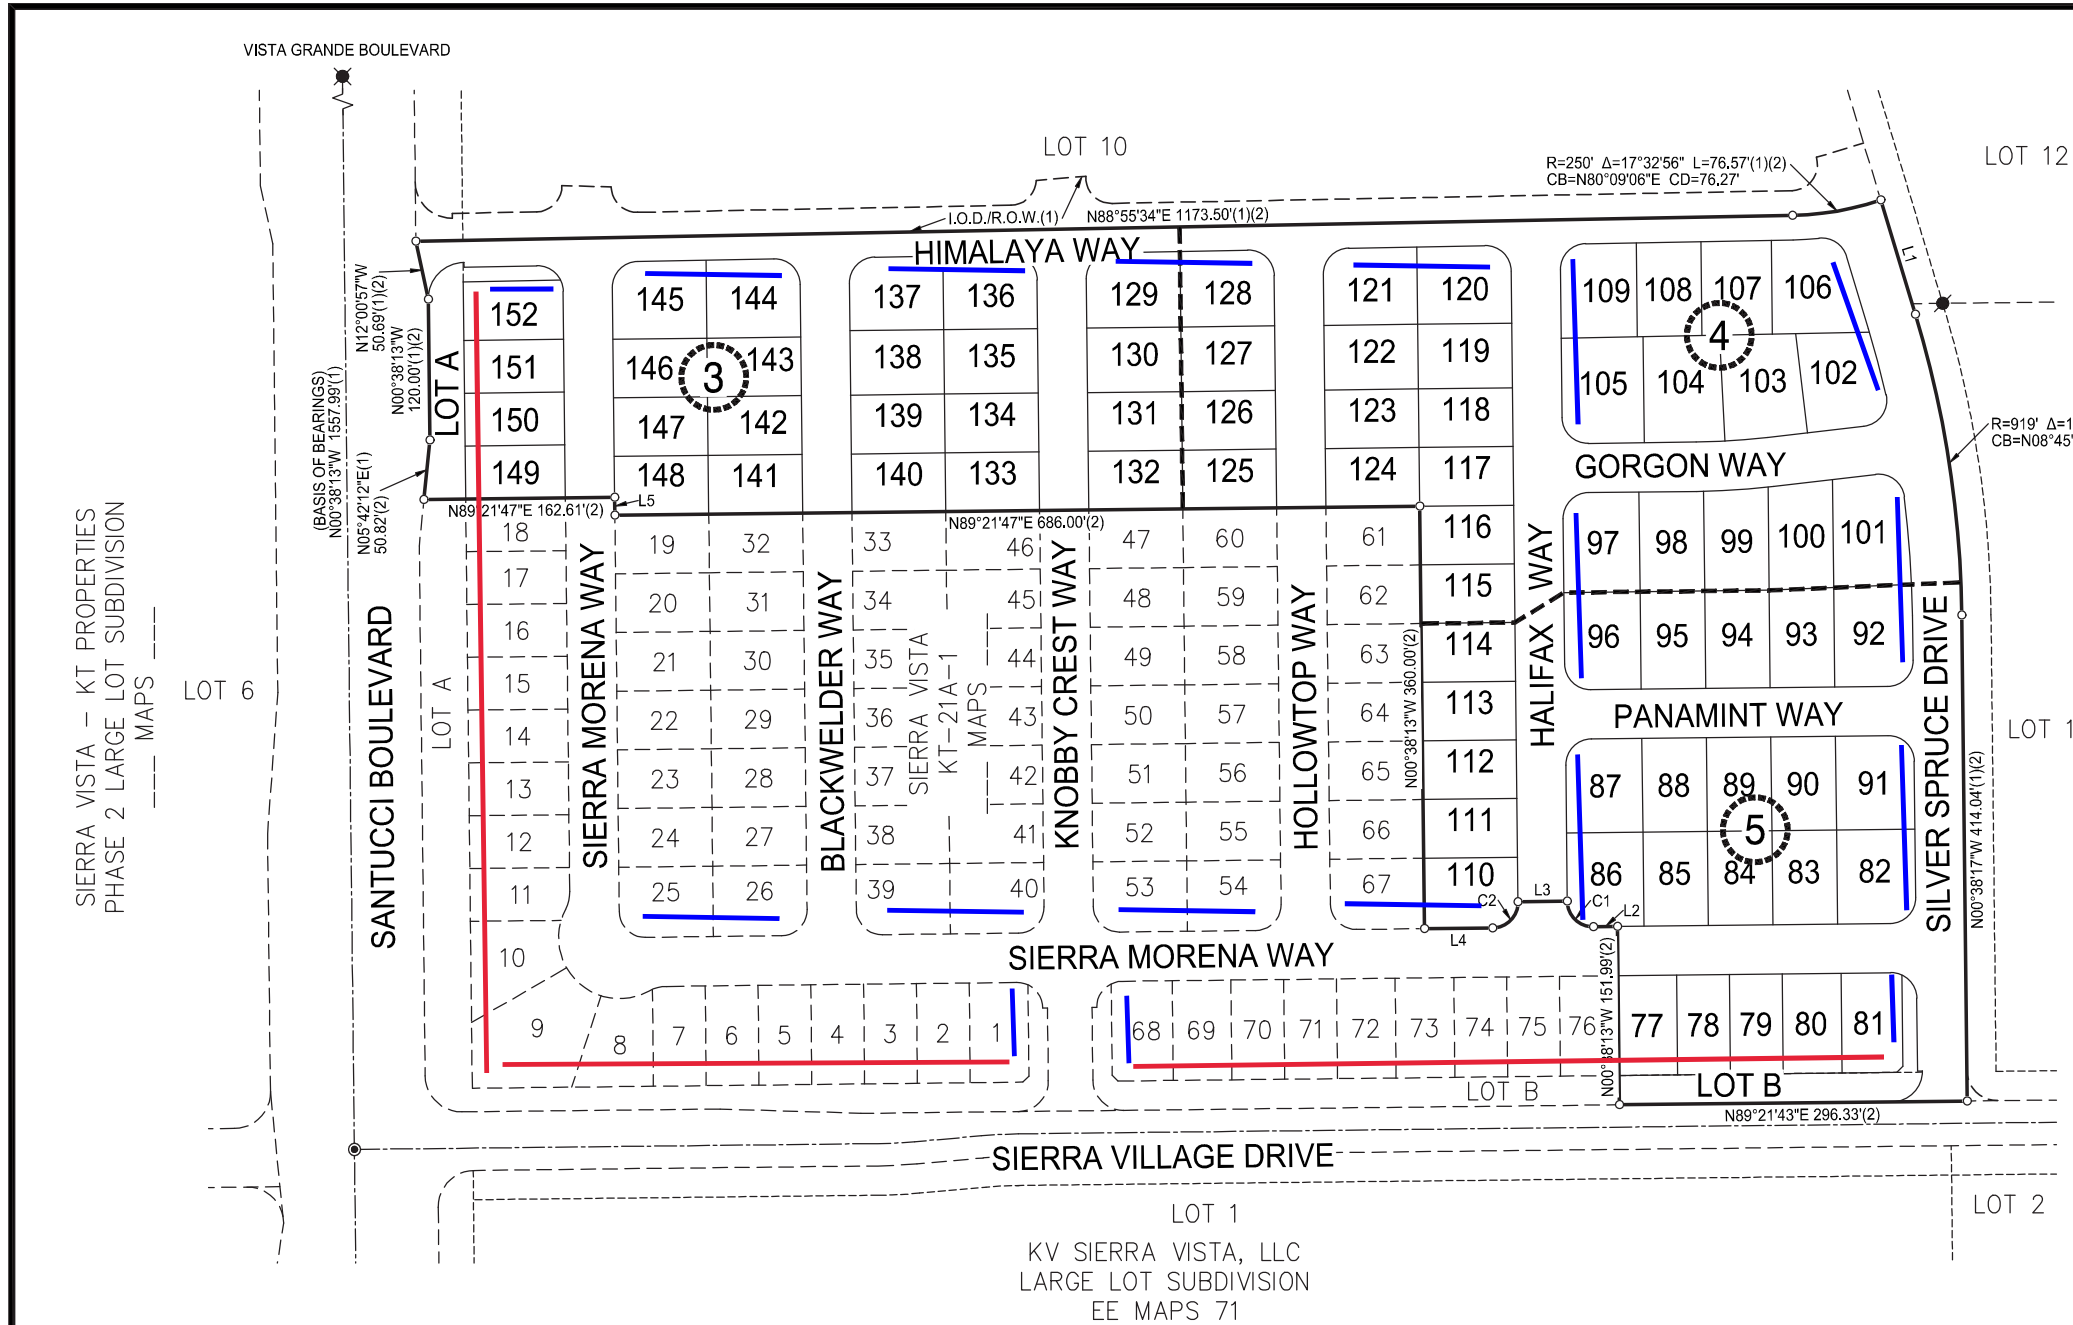 VISTA GRANDE BOULEVARD
LOT 10
LOT 12
R=250' Δ=17°32'56" L=76.57'(1)(2)
CB=N80°09'06"E CD=76.27'
I.O.D./R.O.W.(1)
N88°55'34"E 1173.50'(1)(2)
HIMALAYA WAY
L1
N12°00'57"W
50.69'(1)(2)
N00°38'13"W
120.00'(1)(2)
(BASIS OF BEARINGS)
N00°38'13"W 1557.99'(1)
N05°42'12"E(1)
50.82'(2)
LOT A
152
151
150
149
145 144
146 143
3
147 142
148 141
137 136
138 135
139 134
140 133
129 128
130 127
131 126
132 125
121 120
122 119
123 118
124 117
116
115
114
113
112
111
110
109 108 107 106
4
105 104 103 102
R=919' Δ=1
CB=N08°45'
GORGON WAY
97 98 99 100 101
96 95 94 93 92
PANAMINT WAY
87 88 89 90 91
5
86 85 84 83 82
L5
N89°21'47"E 162.61'(2)
N89°21'47"E 686.00'(2)
18
17
16
15
14
13
12
11
10
9
8 7 6 5 4 3 2 1
19 32
20 31
21 30
22 29
23 28
24 27
25 26
33 46
34 45
35 44
36 43
37 42
38 41
39 40
SIERRA VISTA
KT-21A-1
MAPS
47 60
48 59
49 58
50 57
51 56
52 55
53 54
61
62
63
64
65
66
67
N00°38'13"W 360.00'(2)
SIERRA VISTA - KT PROPERTIES
PHASE 2 LARGE LOT SUBDIVISION
MAPS
LOT 6
SANTUCCI BOULEVARD
LOT A
SIERRA MORENA WAY
BLACKWELDER WAY
KNOBBY CREST WAY
HOLLOWTOP WAY
HALIFAX WAY
SILVER SPRUCE DRIVE
N00°38'17"W 414.04'(1)(2)
LOT 1
C2
L3
C1
L2
L4
SIERRA MORENA WAY
N00°38'13"W 151.99'(2)
68 69 70 71 72 73 74 75 76 77 78 79 80 81
LOT B
LOT B
N89°21'43"E 296.33'(2)
SIERRA VILLAGE DRIVE
LOT 1
KV SIERRA VISTA, LLC
LARGE LOT SUBDIVISION
EE MAPS 71
LOT 2